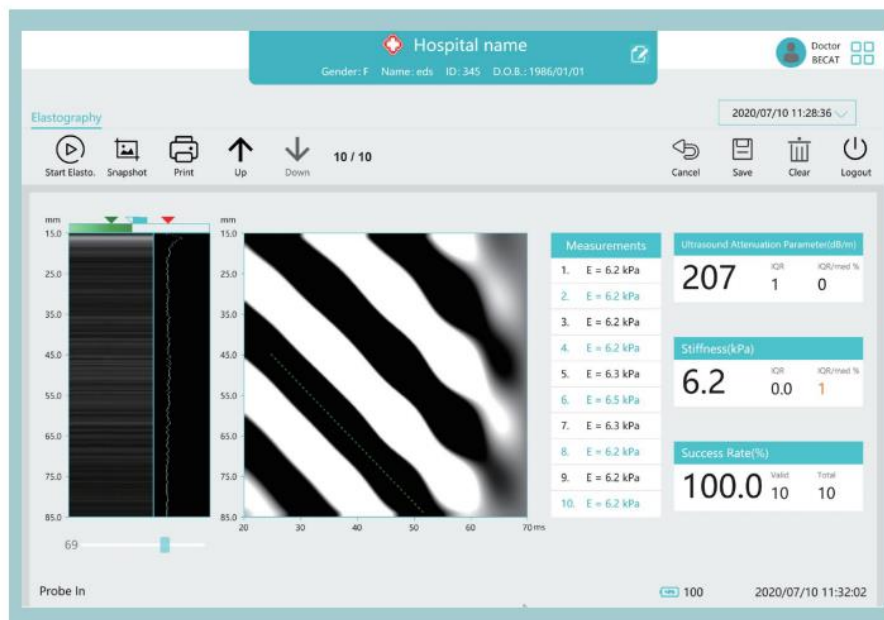 Hospital name
Gender: F Name: eds ID: 345 D.O.B.: 1986/01/01
Doctor
BECAT
Elastography
2020/07/10 11:28:36
Start Elasto. Snapshot Print Up Down 10 / 10 Cancel Save Clear Logout
mm
15.0
25.0
35.0
45.0
55.0
65.0
75.0
85.0
69
mm
15.0
25.0
35.0
45.0
55.0
65.0
75.0
85.0
20 30 40 50 60 70 ms
Measurements
1. E = 6.2 kPa
2. E = 6.2 kPa
3. E = 6.2 kPa
4. E = 6.2 kPa
5. E = 6.3 kPa
6. E = 6.5 kPa
7. E = 6.3 kPa
8. E = 6.2 kPa
9. E = 6.2 kPa
10. E = 6.2 kPa
Ultrasound Attenuation Parameter(dB/m)
207
IQR
1
IQR/med %
0
Stiffness(kPa)
6.2
IQR
0.0
IQR/med %
1
Success Rate(%)
100.0
Valid
10
Total
10
Probe In
100
2020/07/10 11:32:02